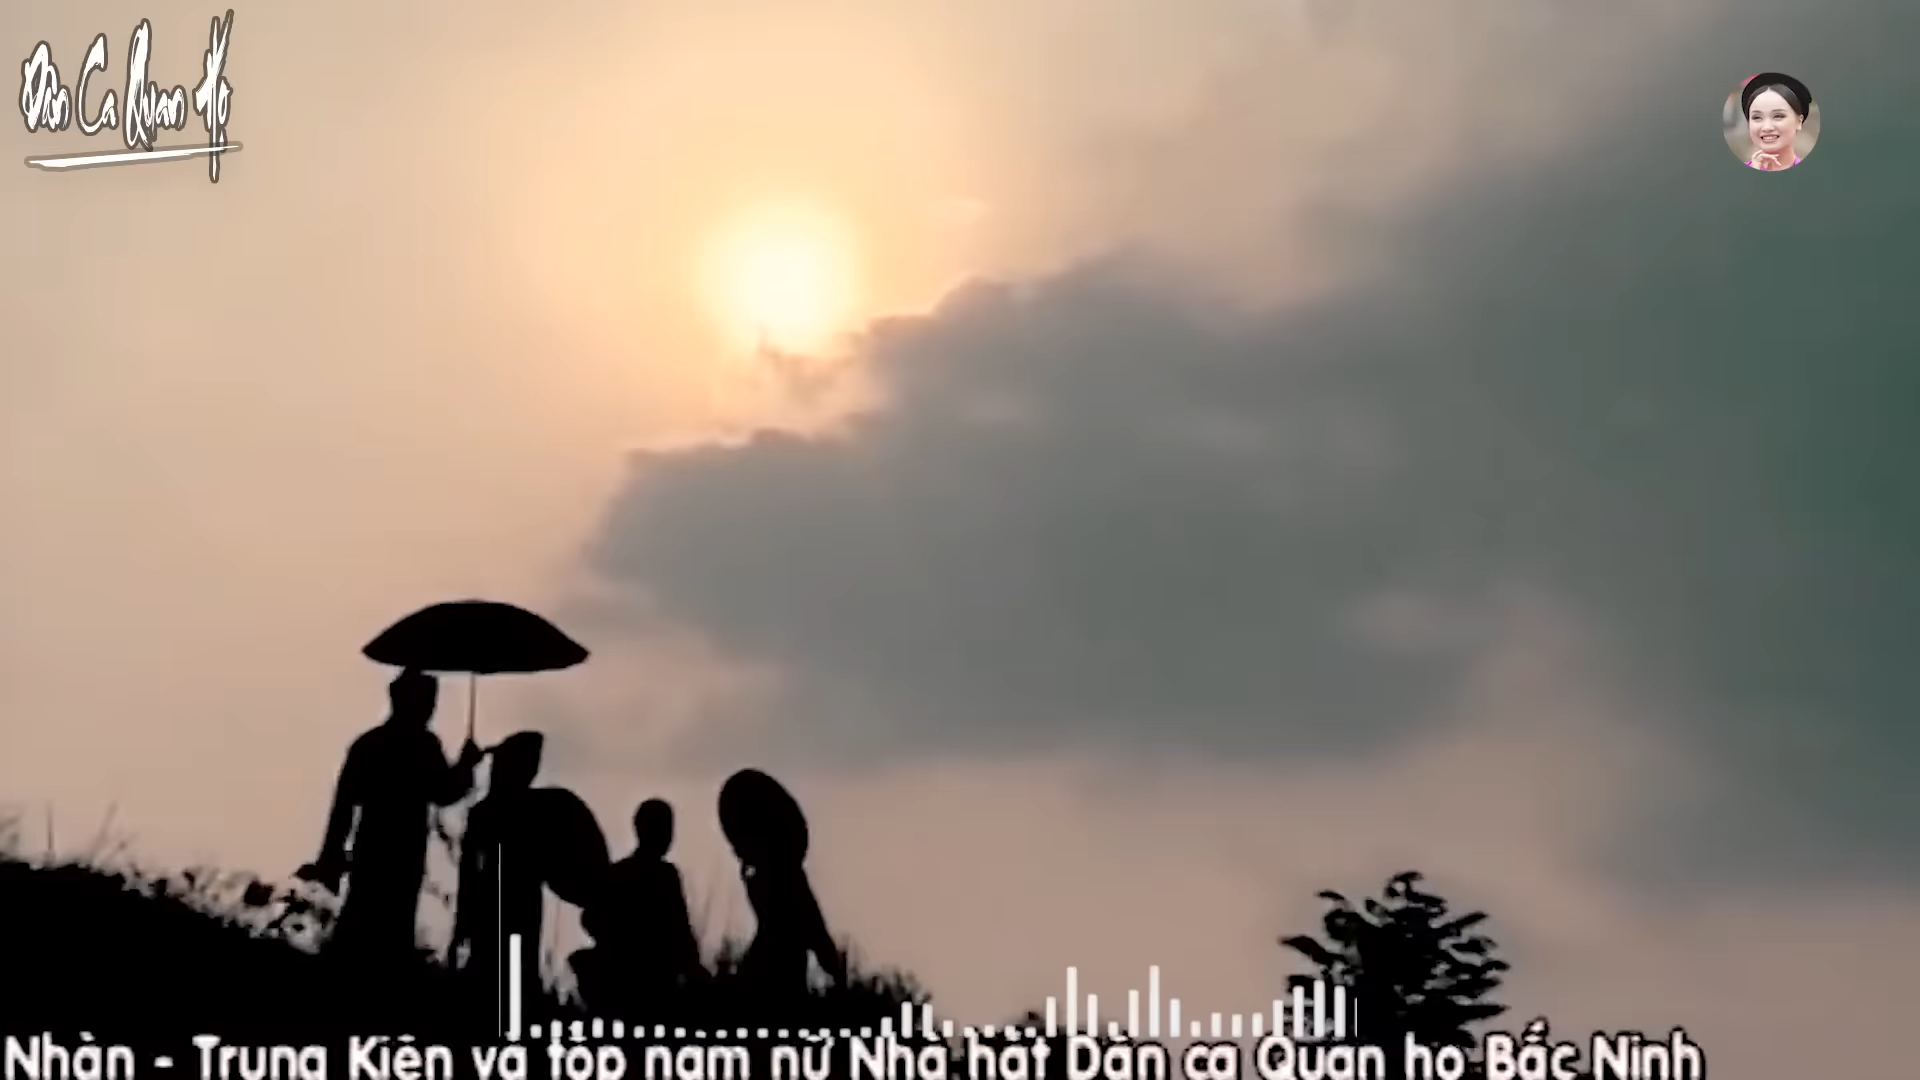 Dân Ca Quan Họ
Nhàn - Trung Kiên và tốp nam nữ Nhà hát Dân ca Quan họ Bắc Ninh